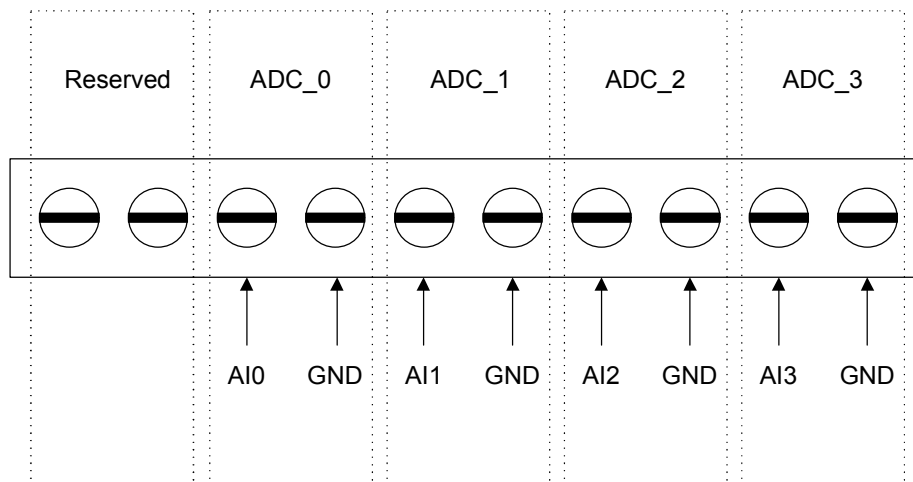 Reserved ADC_0 ADC_1 ADC_2 ADC_3
AI0 GND AI1 GND AI2 GND AI3 GND